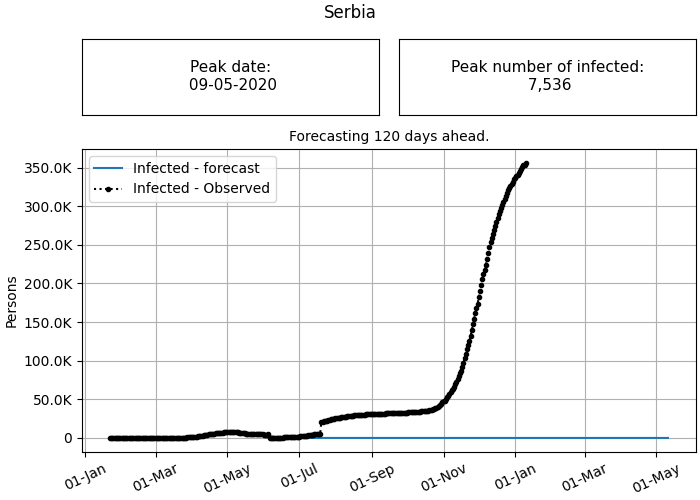 Serbia
Peak date:
09-05-2020
Peak number of infected:
7,536
Forecasting 120 days ahead.
Infected - forecast
Infected - Observed
350.0K
300.0K
250.0K
200.0K
150.0K
100.0K
50.0K
0
Persons
01-Jan
01-Mar
01-May
01-Jul
01-Sep
01-Nov
01-Jan
01-Mar
01-May